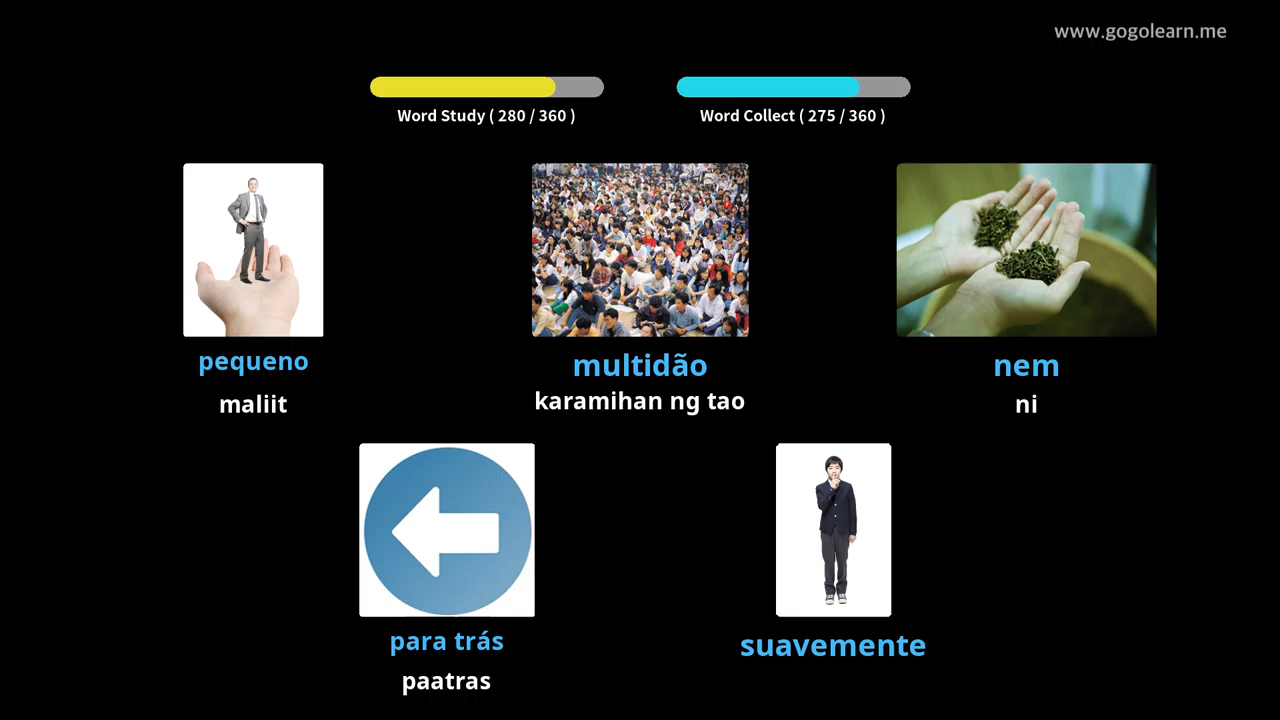 www.gogolearn.me
Word Study ( 280 / 360 )
Word Collect ( 275 / 360 )
pequeno
maliit
multidão
karamihan ng tao
nem
ni
para trás
paatras
suavemente